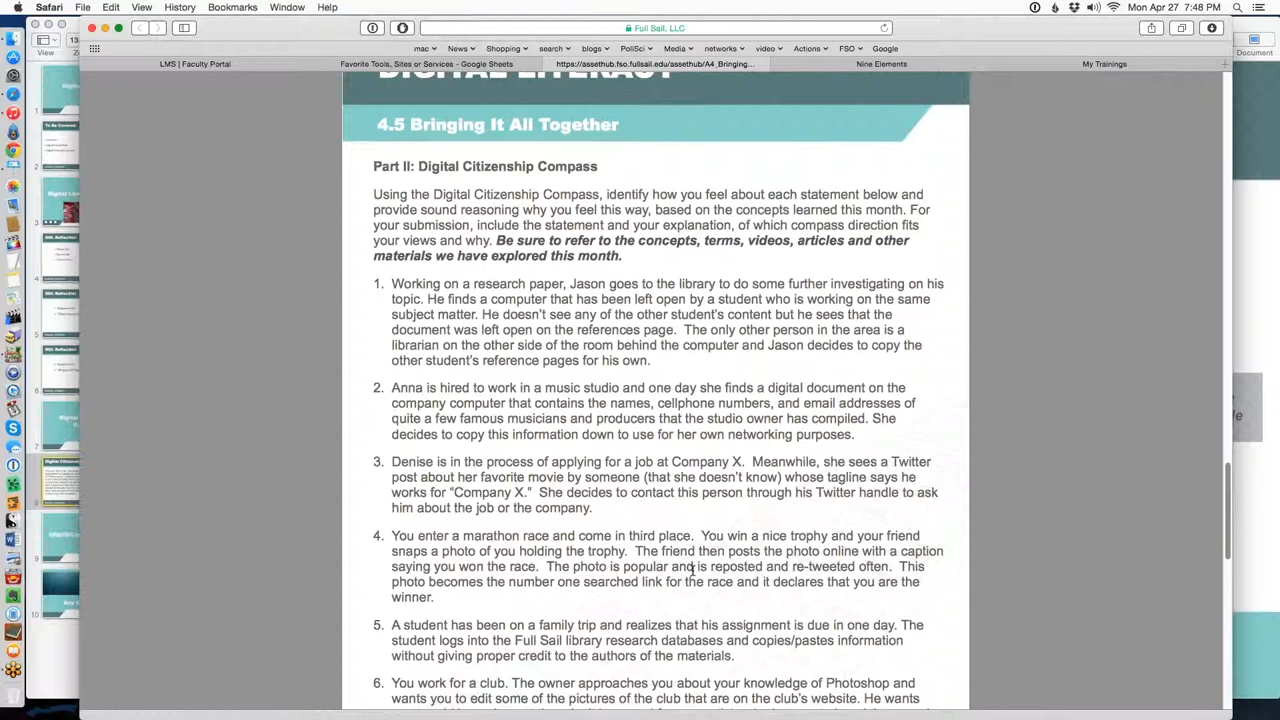 Safari File Edit View History Bookmarks Window Help Mon Apr 27 7:48 PM
Full Sail, LLC
View
Document
mac News Shopping search blogs PoliSci Media networks video Actions FSO Google
LMS | Faculty Portal Favorite Tools, Sites or Services - Google Sheets ://assethub.fso.fullsail.edu/assethub/A4_Bringing... Nine Elements My Trainings
DIGITAL LITERACY
4.5 Bringing It All Together
Part II: Digital Citizenship Compass
Using the Digital Citizenship Compass, identify how you feel about each statement below and
provide sound reasoning why you feel this way, based on the concepts learned this month. For
your submission, include the statement and your explanation, of which compass direction fits
your views and why. Be sure to refer to the concepts, terms, videos, articles and other
materials we have explored this month.
1. Working on a research paper, Jason goes to the library to do some further investigating on his
topic. He finds a computer that has been left open by a student who is working on the same
subject matter. He doesn't see any of the other student's content but he sees that the
document was left open on the references page. The only other person in the area is a
librarian on the other side of the room behind the computer and Jason decides to copy the
other student's reference pages for his own.
2. Anna is hired to work in a music studio and one day she finds a digital document on the
company computer that contains the names, cellphone numbers, and email addresses of
quite a few famous musicians and producers that the studio owner has compiled. She
decides to copy this information down to use for her own networking purposes.
3. Denise is in the process of applying for a job at Company X. Meanwhile, she sees a Twitter
post about her favorite movie by someone (that she doesn't know) whose tagline says he
works for "Company X." She decides to contact this person through his Twitter handle to ask
him about the job or the company.
4. You enter a marathon race and come in third place. You win a nice trophy and your friend
snaps a photo of you holding the trophy. The friend then posts the photo online with a caption
saying you won the race. The photo is popular and is reposted and re-tweeted often. This
photo becomes the number one searched link for the race and it declares that you are the
winner.
5. A student has been on a family trip and realizes that his assignment is due in one day. The
student logs into the Full Sail library research databases and copies/pastes information
without giving proper credit to the authors of the materials.
6. You work for a club. The owner approaches you about your knowledge of Photoshop and
wants you to edit some of the pictures of the club that are on the club's website. He wants